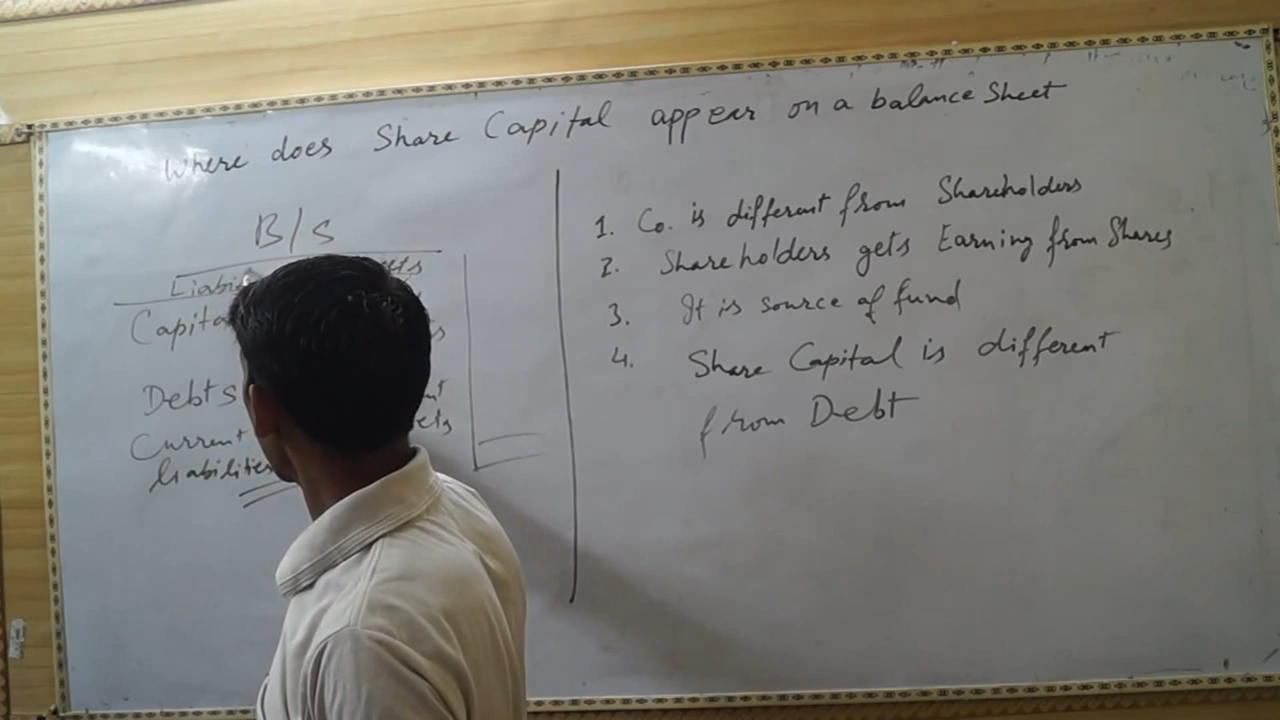 Where does Share Capital appear on a balance Sheet
B/S
Capital
Debts
Current
liabilities
1. Co. is different from Shareholders
2. Shareholders gets Earning from Shares
3. It is source of fund
4. Share Capital is different
from Debt